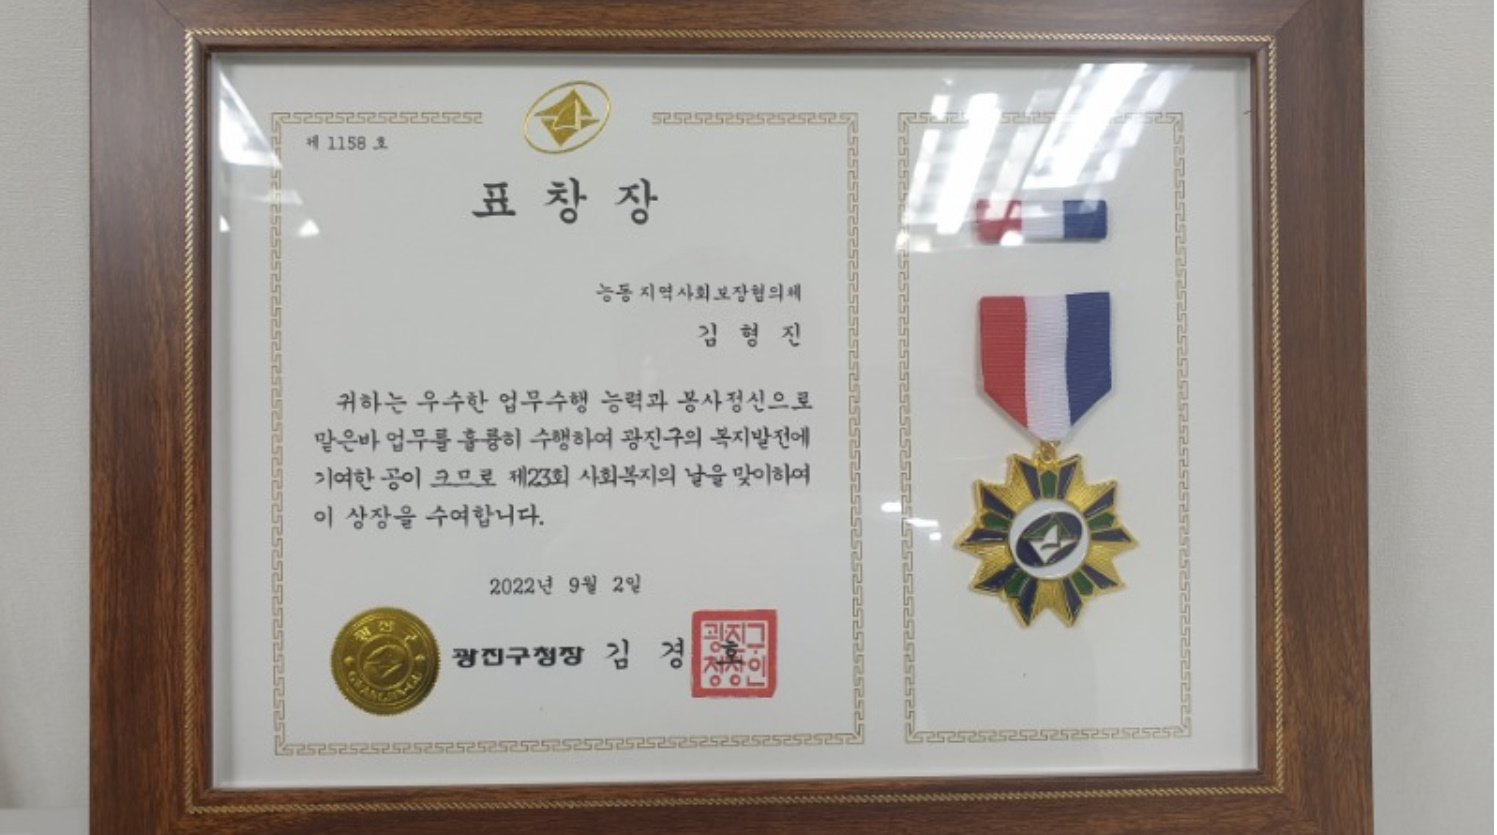 제 1158 호
표 창 장
능동 지역사회보장협의체
김 형 진
귀하는 우수한 업무수행 능력과 봉사정신으로
맡은바 업무를 훌륭히 수행하여 광진구의 복지발전에
기여한 공이 크므로 제23회 사회복지의 날을 맞이하여
이 상장을 수여합니다.
2022년 9월 2일
광진구청장 김 경 호
광진구
청장인
광진구
GWANGJIN-GU